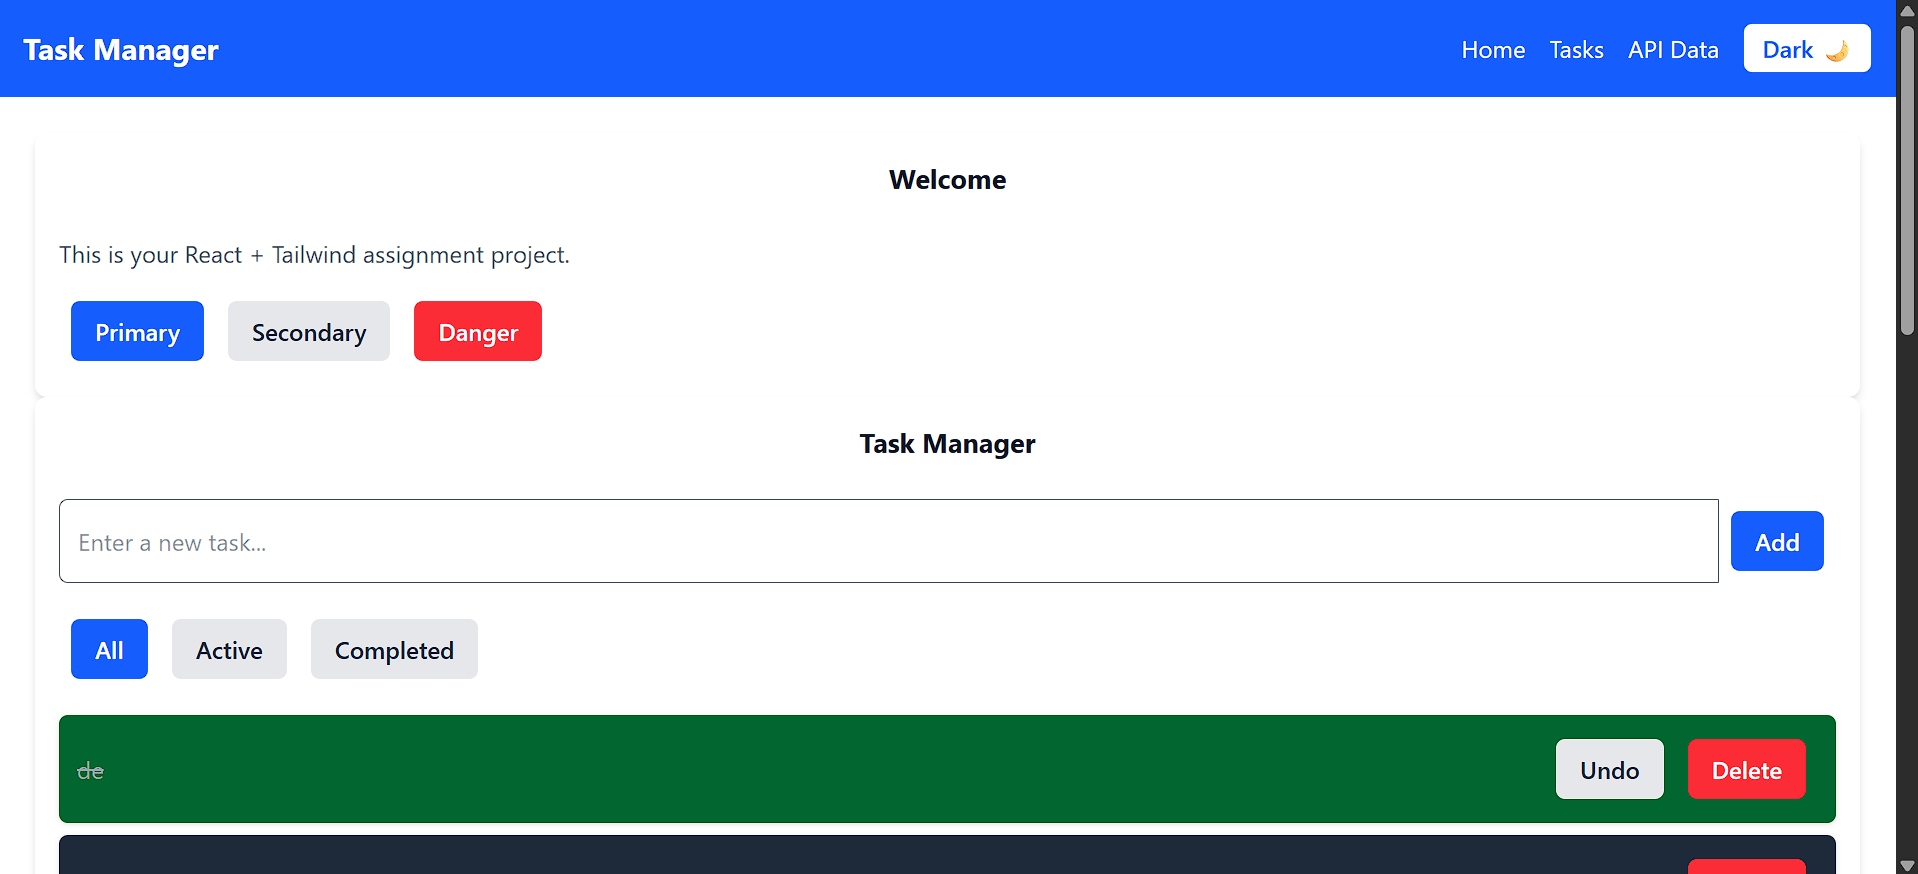 Task Manager
Home Tasks API Data Dark 🌛
Welcome
This is your React + Tailwind assignment project.
Primary Secondary Danger
Task Manager
Enter a new task... Add
All Active Completed
de Undo Delete